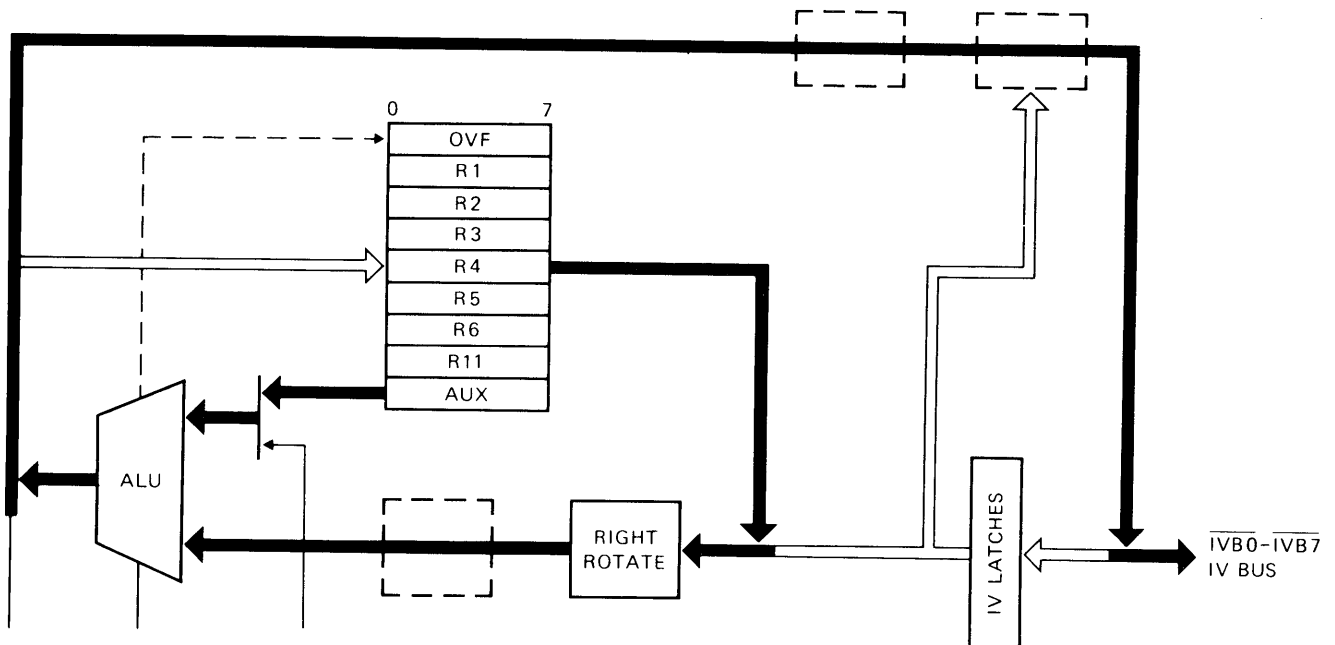 0 7
OVF
R1
R2
R3
R4
R5
R6
R11
AUX
ALU
RIGHT
ROTATE
IV LATCHES
IVB0-IVB7
IV BUS